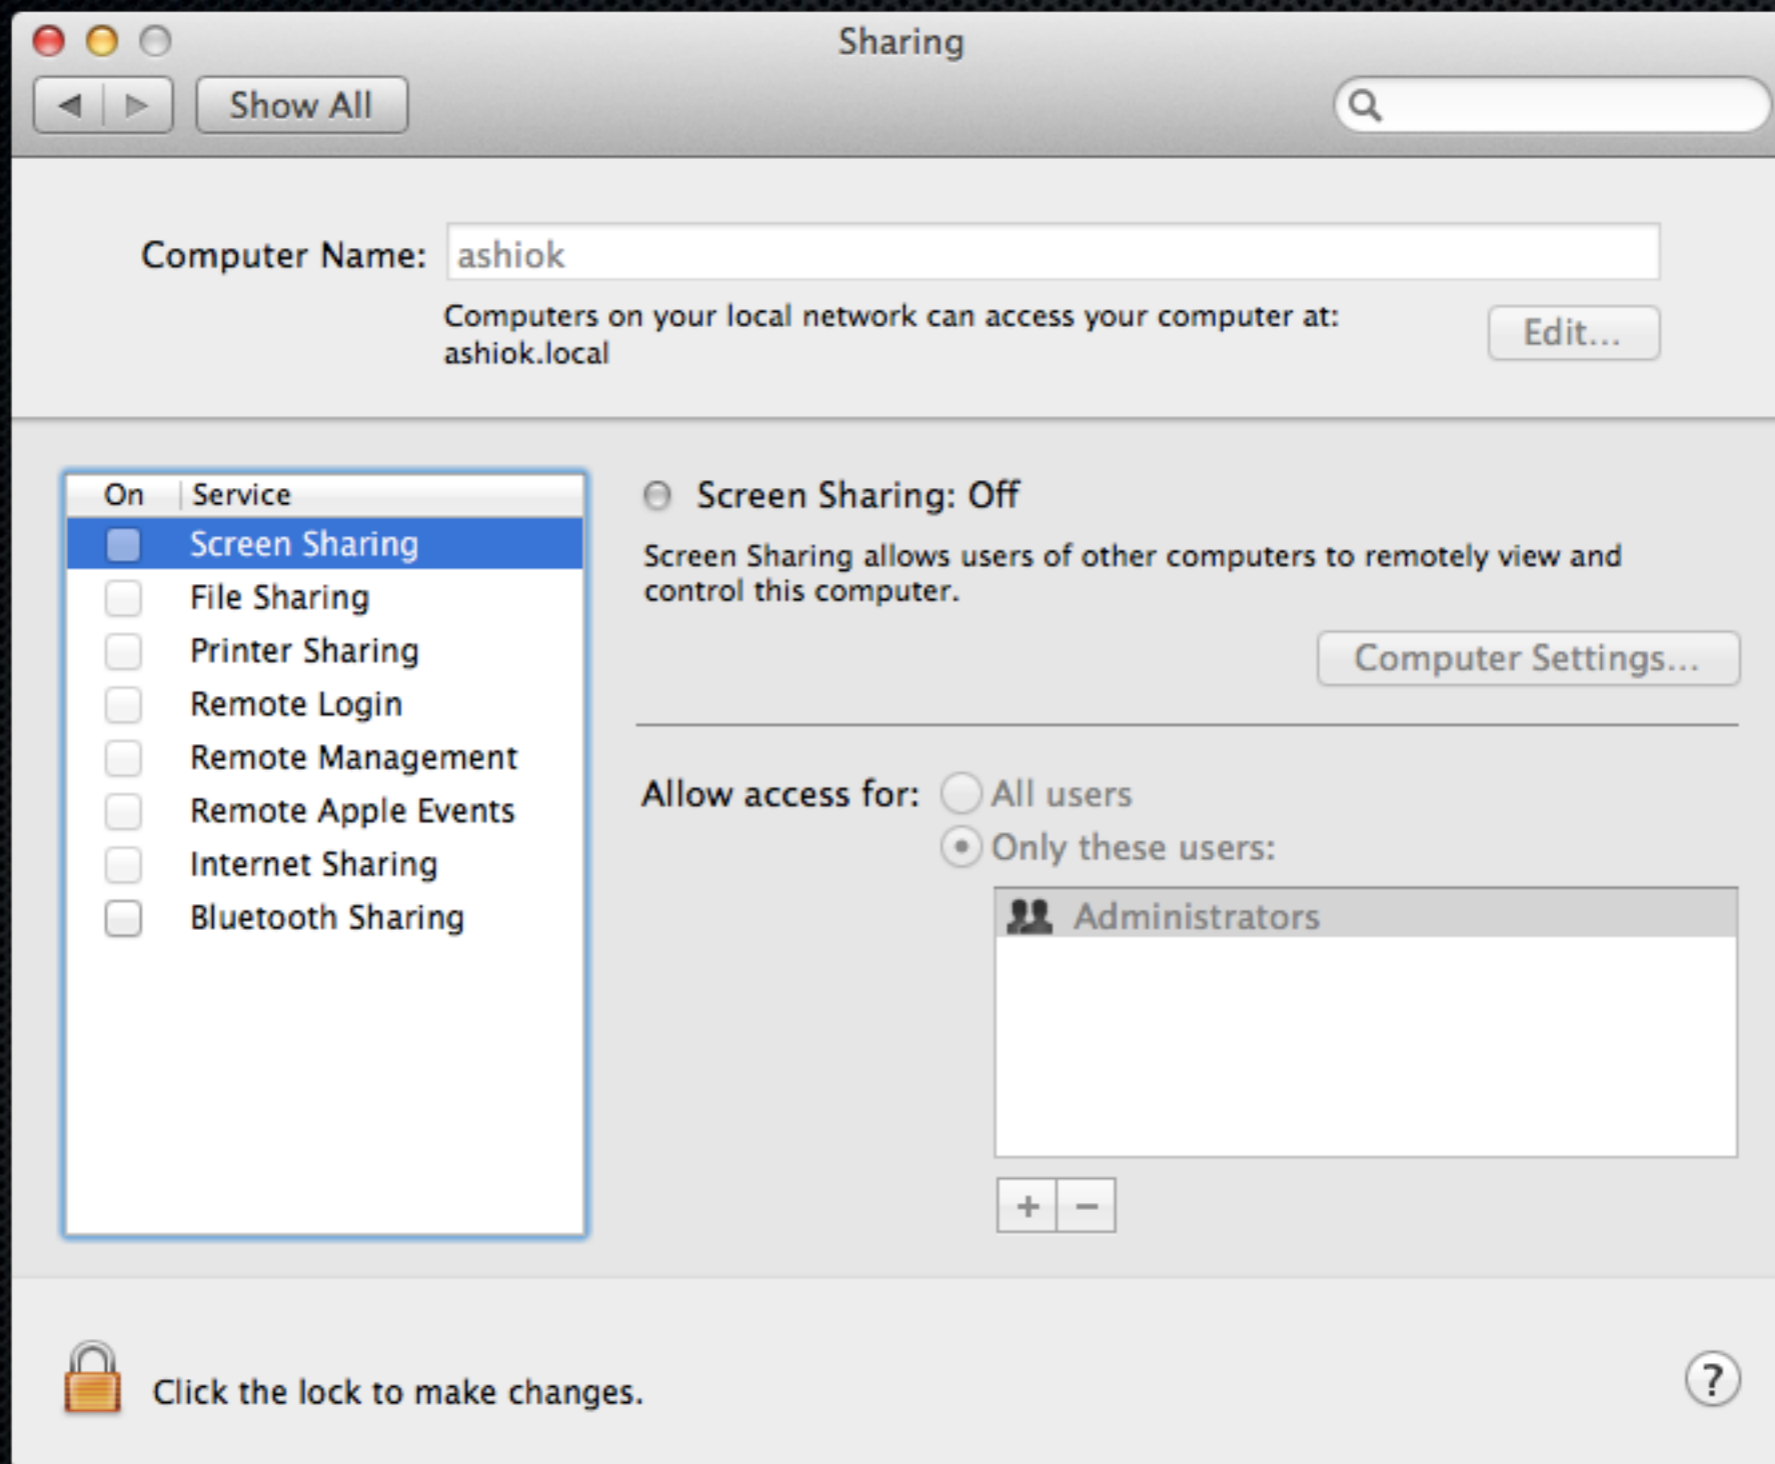 Sharing
Show All
Computer Name: ashiok
Computers on your local network can access your computer at:
ashiok.local
Edit...
On Service
Screen Sharing
File Sharing
Printer Sharing
Remote Login
Remote Management
Remote Apple Events
Internet Sharing
Bluetooth Sharing
Screen Sharing: Off
Screen Sharing allows users of other computers to remotely view and
control this computer.
Computer Settings...
Allow access for: All users
Only these users:
Administrators
+ −
Click the lock to make changes.
?